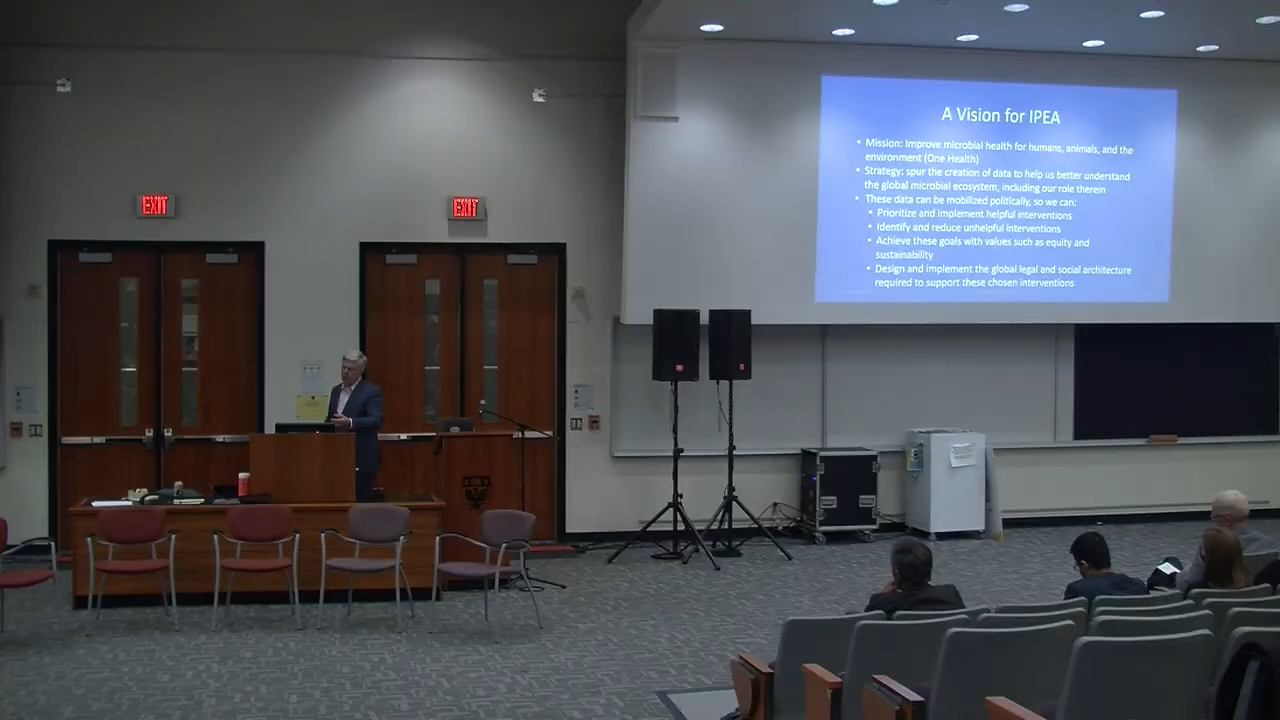 A Vision for IPEA
• Mission: Improve microbial health for humans, animals, and the
environment (One Health)
• Strategy: spur the creation of data to help us better understand
the global microbial ecosystem, including our role therein
• These data can be mobilized politically, so we can:
• Prioritize and implement helpful interventions
• Identify and reduce unhelpful interventions
• Achieve these goals with values such as equity and
sustainability
• Design and implement the global legal and social architecture
required to support these chosen interventions
EXIT
EXIT